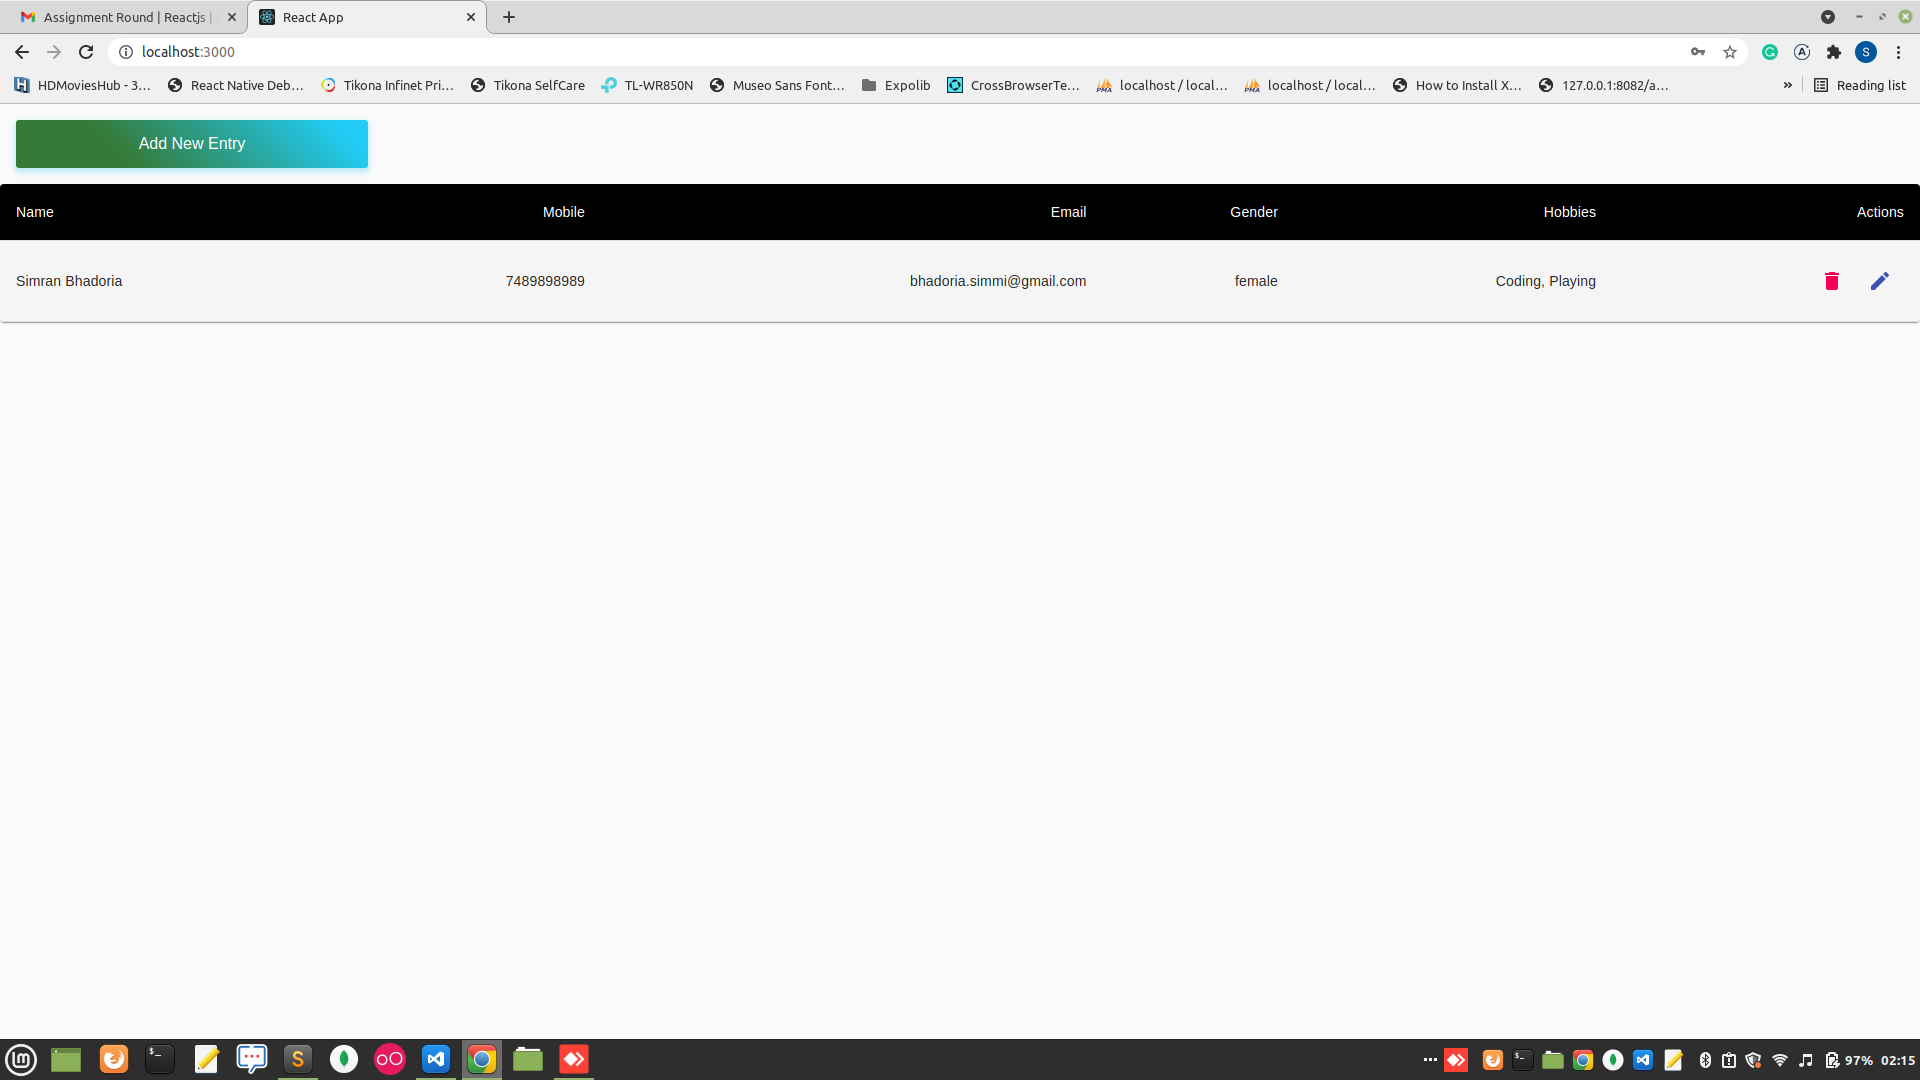 Assignment Round | Reactjs |
React App
localhost:3000
S
HDMoviesHub - 3...
React Native Deb...
Tikona Infinet Pri...
Tikona SelfCare
TL-WR850N
Museo Sans Font...
Expolib
CrossBrowserTe...
localhost / local...
localhost / local...
How to Install X...
127.0.0.1:8082/a...
»
Reading list
Add New Entry
Name Mobile Email Gender Hobbies Actions
Simran Bhadoria 7489898989 bhadoria.simmi@gmail.com female Coding, Playing
97% 02:15